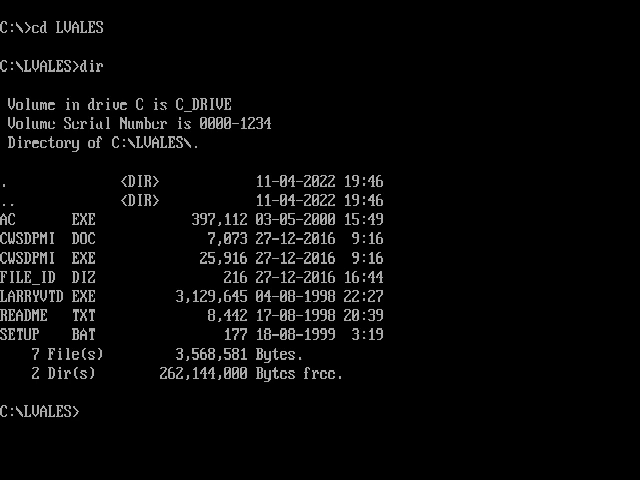 C:\>cd LVALES
C:\LVALES>dir
Volume in drive C is C_DRIVE
Volume Serial Number is 0000-1234
Directory of C:\LVALES\.
. <DIR> 11-04-2022 19:46
.. <DIR> 11-04-2022 19:46
AC EXE 397,112 03-05-2000 15:49
CWSDPMI DOC 7,073 27-12-2016 9:16
CWSDPMI EXE 25,916 27-12-2016 9:16
FILE_ID DIZ 216 27-12-2016 16:44
LARRYVTD EXE 3,129,645 04-08-1998 22:27
README TXT 8,442 17-08-1998 20:39
SETUP BAT 177 18-08-1999 3:19
7 File(s) 3,568,581 Bytes.
2 Dir(s) 262,144,000 Bytes free.
C:\LVALES>